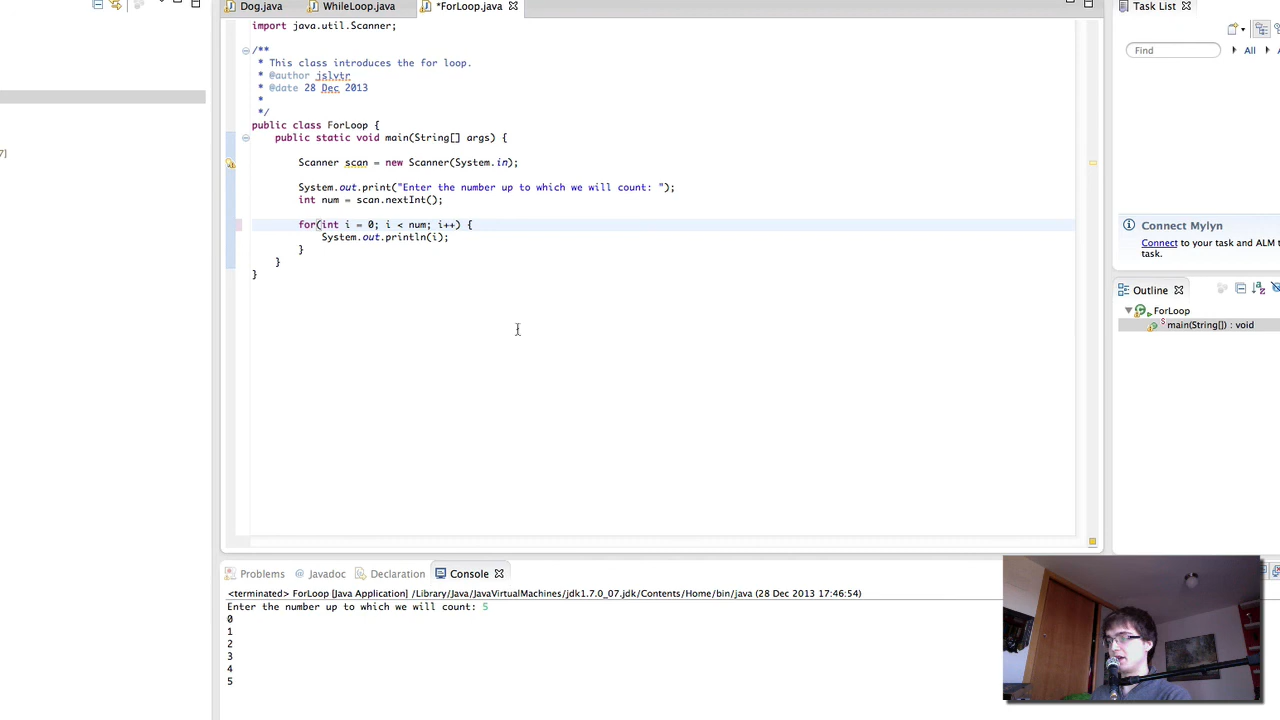 Dog.java
WhileLoop.java
*ForLoop.java
Task List
import java.util.Scanner;
Find
All
/**
* This class introduces the for loop.
* @author jslvtr
* @date 28 Dec 2013
*
*/
public class ForLoop {
public static void main(String[] args) {
Scanner scan = new Scanner(System.in);
System.out.print("Enter the number up to which we will count: ");
int num = scan.nextInt();
for(int i = 0; i < num; i++) {
System.out.println(i);
}
}
}
7]
Connect Mylyn
Connect to your task and ALM
task.
Outline
ForLoop
main(String[]) : void
Problems
Javadoc
Declaration
Console
<terminated> ForLoop [Java Application] /Library/Java/JavaVirtualMachines/jdk1.7.0_07.jdk/Contents/Home/bin/java (28 Dec 2013 17:46:54)
Enter the number up to which we will count: 5
0
1
2
3
4
5